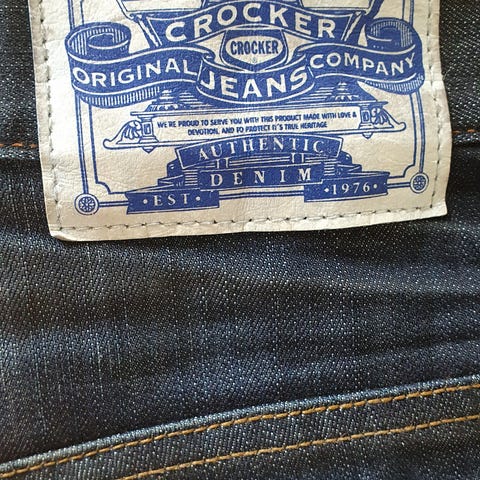 CROCKER
CROCKER
ORIGINAL JEANS COMPANY
WE'RE PROUD TO SERVE YOU WITH THIS PRODUCT MADE WITH LOVE &
DEVOTION, AND TO PROTECT IT'S TRUE HERITAGE
AUTHENTIC
DENIM
·EST· ·1976·